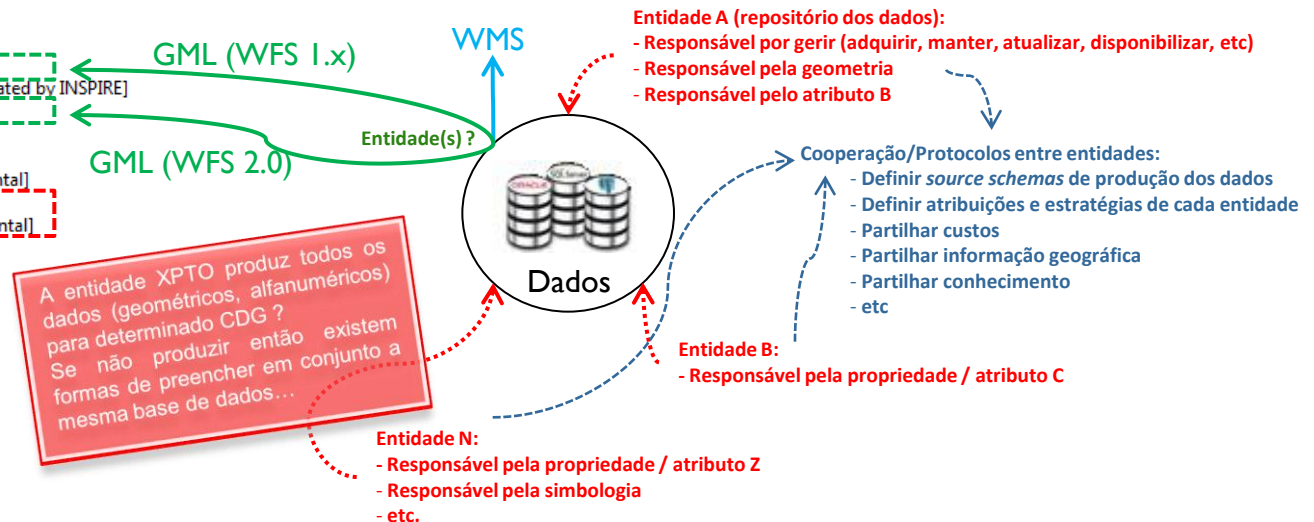 Entidade A (repositório dos dados):
- Responsável por gerir (adquirir, manter, atualizar, disponibilizar, etc)
- Responsável pela geometria
- Responsável pelo atributo B
GML (WFS 1.x)
WMS
ated by INSPIRE]
Entidade(s) ?
GML (WFS 2.0)
ntal]
ntal]
ORACLE
SQL Server
Dados
Cooperação/Protocolos entre entidades:
- Definir source schemas de produção dos dados
- Definir atribuições e estratégias de cada entidade
- Partilhar custos
- Partilhar informação geográfica
- Partilhar conhecimento
- etc
A entidade XPTO produz todos os
dados (geométricos, alfanuméricos)
para determinado CDG ?
Se não produzir então existem
formas de preencher em conjunto a
mesma base de dados…
Entidade B:
- Responsável pela propriedade / atributo C
Entidade N:
- Responsável pela propriedade / atributo Z
- Responsável pela simbologia
- etc.